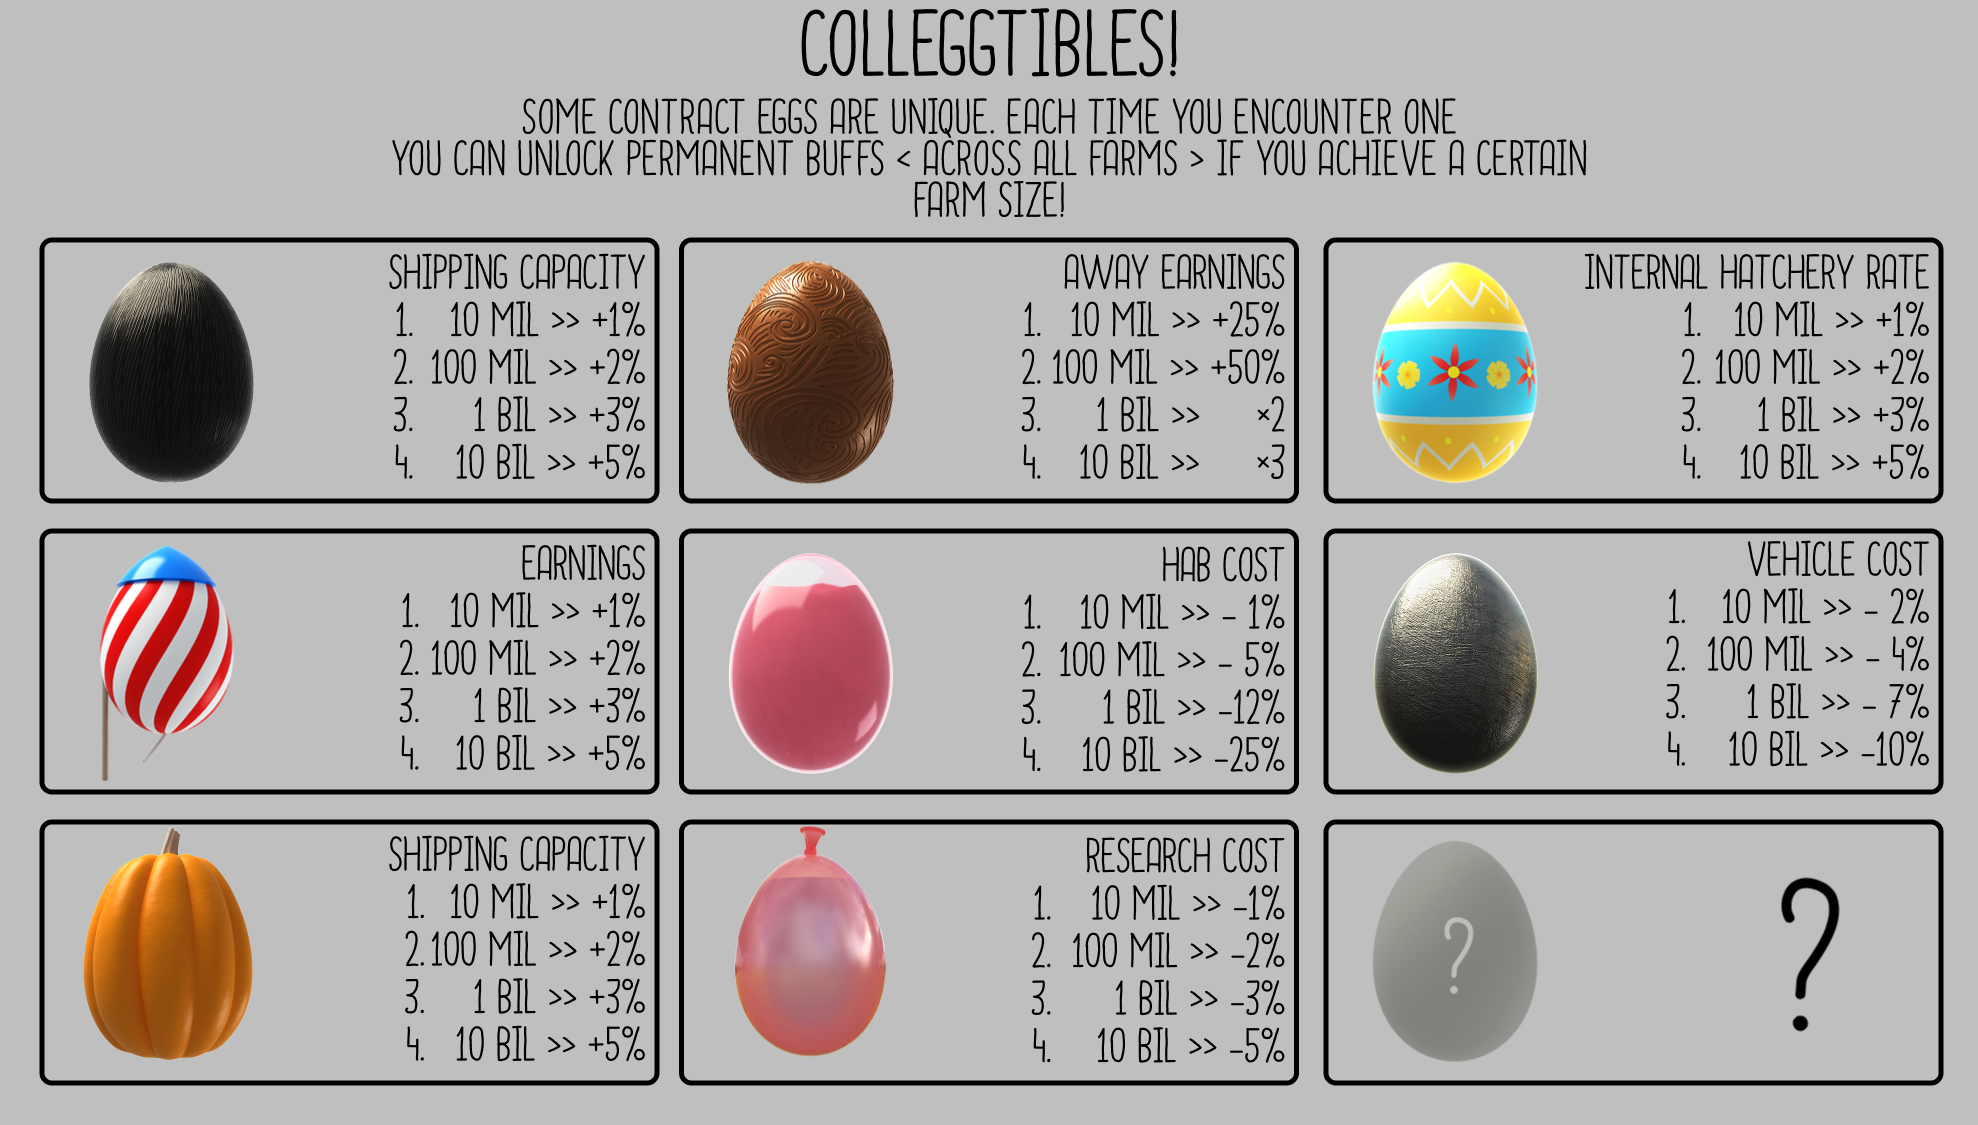 COLLEGGTIBLES!
SOME CONTRACT EGGS ARE UNIQUE. EACH TIME YOU ENCOUNTER ONE
YOU CAN UNLOCK PERMANENT BUFFS < ACROSS ALL FARMS > IF YOU ACHIEVE A CERTAIN
FARM SIZE!
SHIPPING CAPACITY
1. 10 MIL >> +1%
2. 100 MIL >> +2%
3. 1 BIL >> +3%
4. 10 BIL >> +5%
AWAY EARNINGS
1. 10 MIL >> +25%
2. 100 MIL >> +50%
3. 1 BIL >> ×2
4. 10 BIL >> ×3
INTERNAL HATCHERY RATE
1. 10 MIL >> +1%
2. 100 MIL >> +2%
3. 1 BIL >> +3%
4. 10 BIL >> +5%
EARNINGS
1. 10 MIL >> +1%
2. 100 MIL >> +2%
3. 1 BIL >> +3%
4. 10 BIL >> +5%
HAB COST
1. 10 MIL >> - 1%
2. 100 MIL >> - 5%
3. 1 BIL >> -12%
4. 10 BIL >> -25%
VEHICLE COST
1. 10 MIL >> - 2%
2. 100 MIL >> - 4%
3. 1 BIL >> - 7%
4. 10 BIL >> -10%
SHIPPING CAPACITY
1. 10 MIL >> +1%
2. 100 MIL >> +2%
3. 1 BIL >> +3%
4. 10 BIL >> +5%
RESEARCH COST
1. 10 MIL >> -1%
2. 100 MIL >> -2%
3. 1 BIL >> -3%
4. 10 BIL >> -5%
?
?